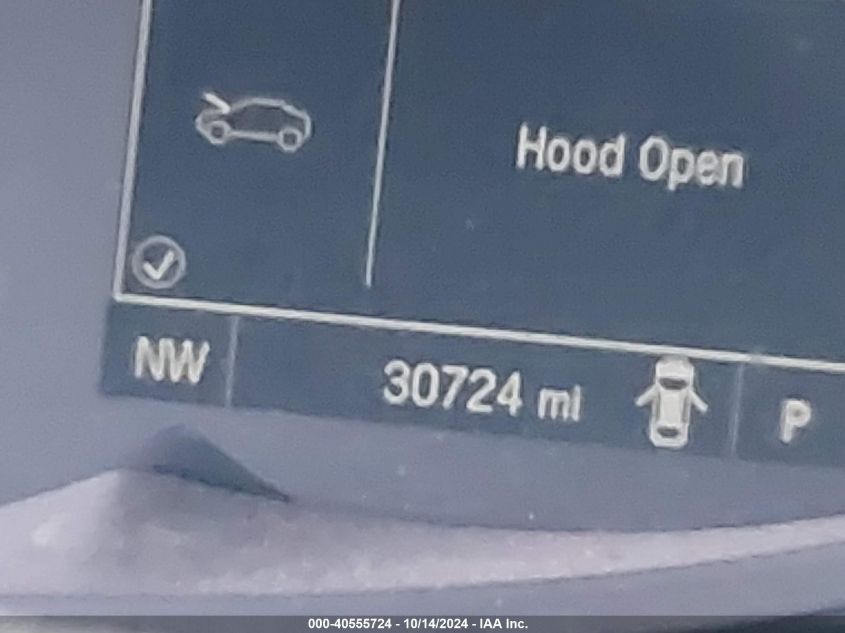 Hood Open
NW 30724 mi P
000-40555724 - 10/14/2024 - IAA Inc.